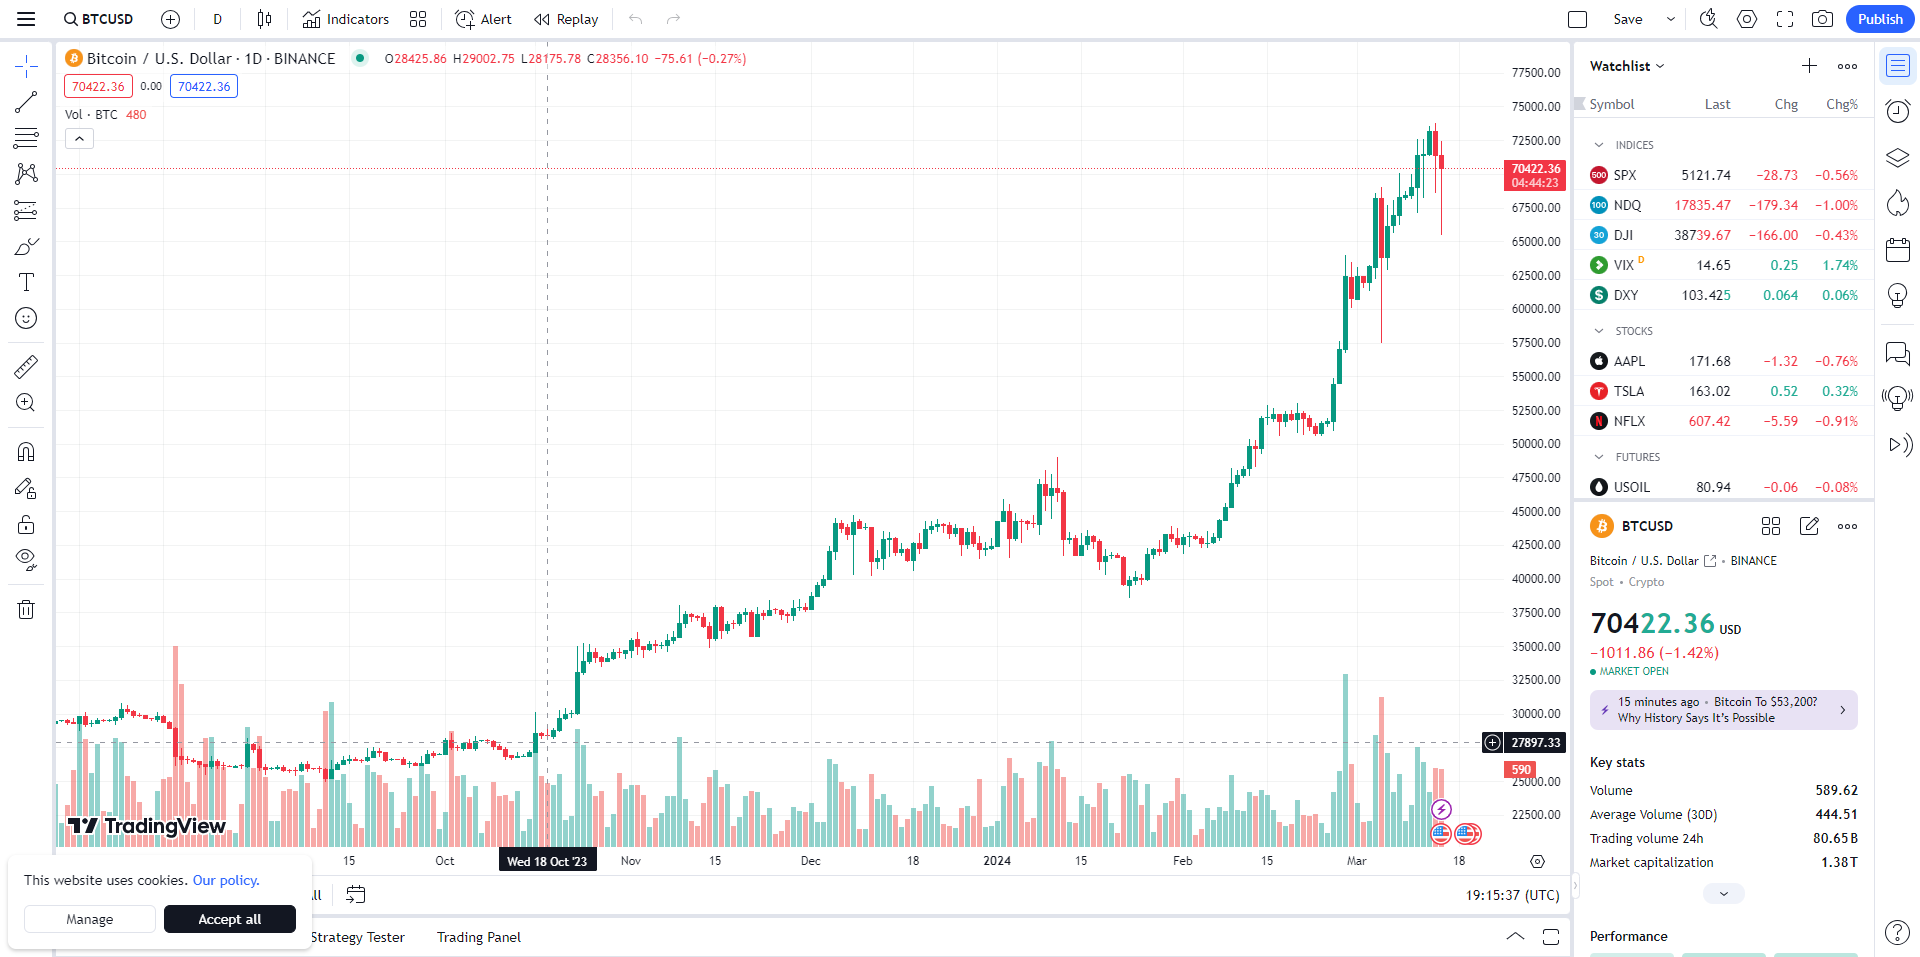 BTCUSD D Indicators Alert Replay Save Publish
Bitcoin / U.S. Dollar · 1D · BINANCE O28425.86 H29002.75 L28175.78 C28356.10 −75.61 (−0.27%)
70422.36 0.00 70422.36
Vol · BTC 480
77500.00
75000.00
72500.00
70422.36
04:44:23
67500.00
65000.00
62500.00
60000.00
57500.00
55000.00
52500.00
50000.00
47500.00
45000.00
42500.00
40000.00
37500.00
35000.00
32500.00
30000.00
27897.33
590
25000.00
22500.00
TradingView
15 Oct Wed 18 Oct '23 Nov 15 Dec 18 2024 15 Feb 15 Mar 18
This website uses cookies. Our policy.
Manage Accept all
ll
19:15:37 (UTC)
Strategy Tester Trading Panel
Watchlist
Symbol Last Chg Chg%
INDICES
500 SPX 5121.74 −28.73 −0.56%
100 NDQ 17835.47 −179.34 −1.00%
30 DJI 38739.67 −166.00 −0.43%
VIX D 14.65 0.25 1.74%
DXY 103.425 0.064 0.06%
STOCKS
AAPL 171.68 −1.32 −0.76%
TSLA 163.02 0.52 0.32%
NFLX 607.42 −5.59 −0.91%
FUTURES
USOIL 80.94 −0.06 −0.08%
BTCUSD
Bitcoin / U.S. Dollar • BINANCE
Spot • Crypto
70422.36 USD
−1011.86 (−1.42%)
MARKET OPEN
15 minutes ago • Bitcoin To $53,200?
Why History Says It's Possible
Key stats
Volume 589.62
Average Volume (30D) 444.51
Trading volume 24h 80.65B
Market capitalization 1.38T
Performance